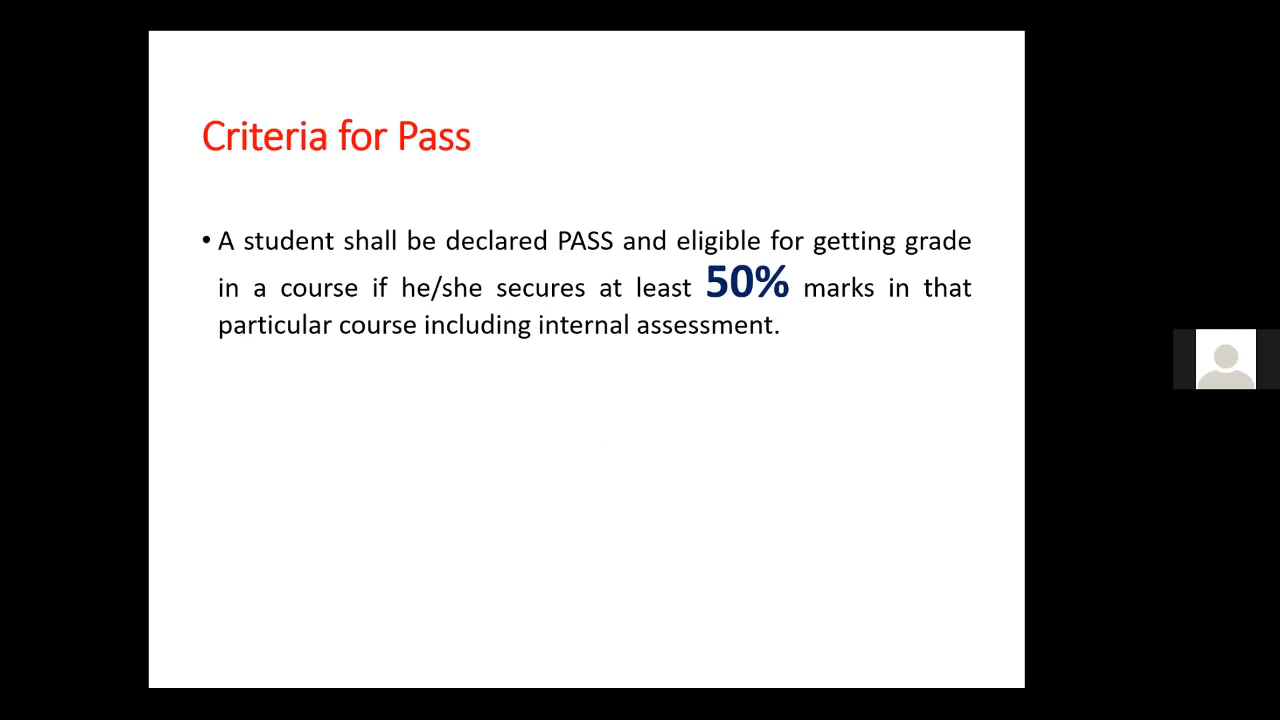 Criteria for Pass
• A student shall be declared PASS and eligible for getting grade
in a course if he/she secures at least 50% marks in that
particular course including internal assessment.